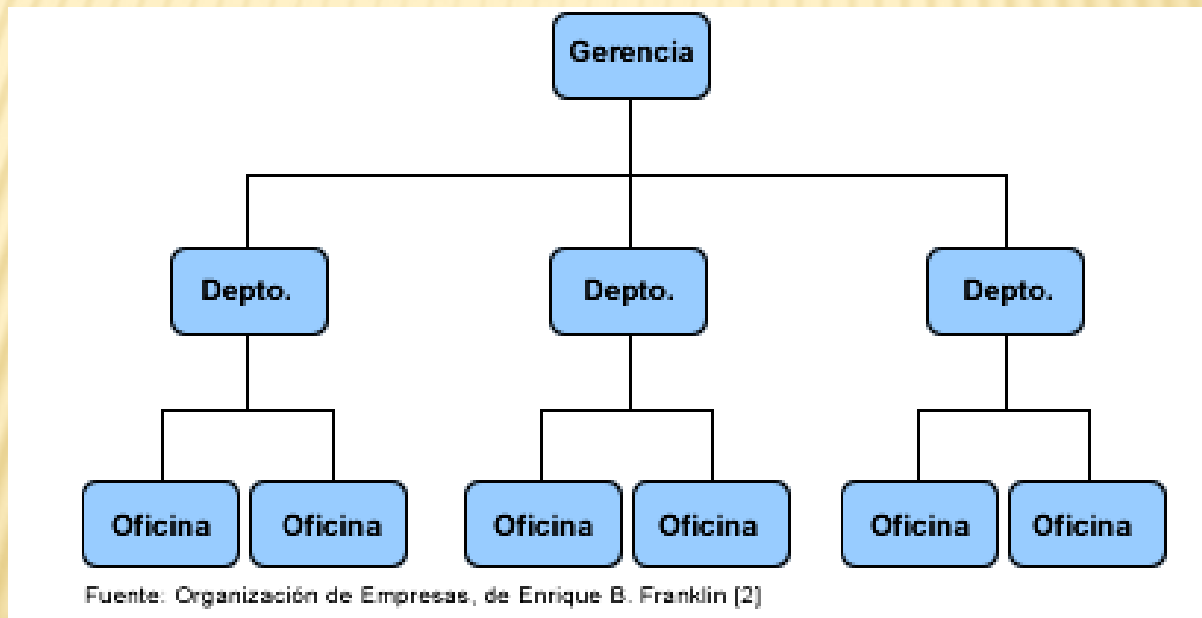 Gerencia
Depto. Depto. Depto.
Oficina Oficina Oficina Oficina Oficina Oficina
Fuente: Organización de Empresas, de Enrique B. Franklin [2]